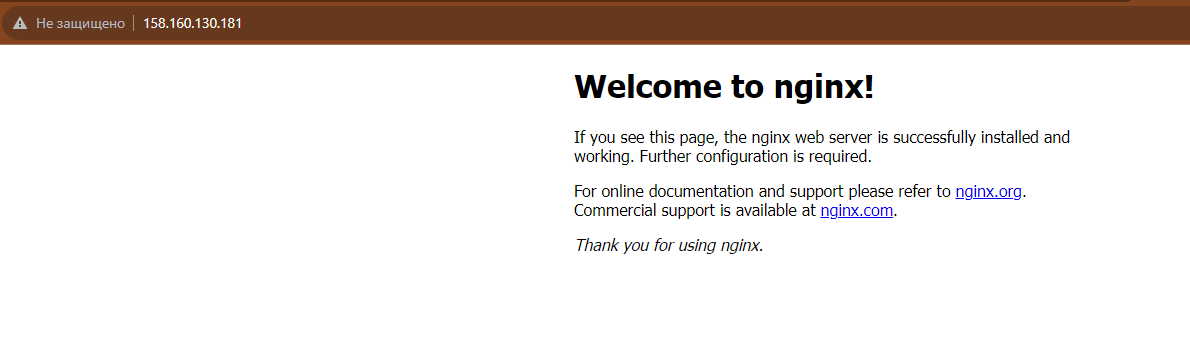 Не защищено 158.160.130.181
Welcome to nginx!
If you see this page, the nginx web server is successfully installed and
working. Further configuration is required.
For online documentation and support please refer to nginx.org.
Commercial support is available at nginx.com.
Thank you for using nginx.